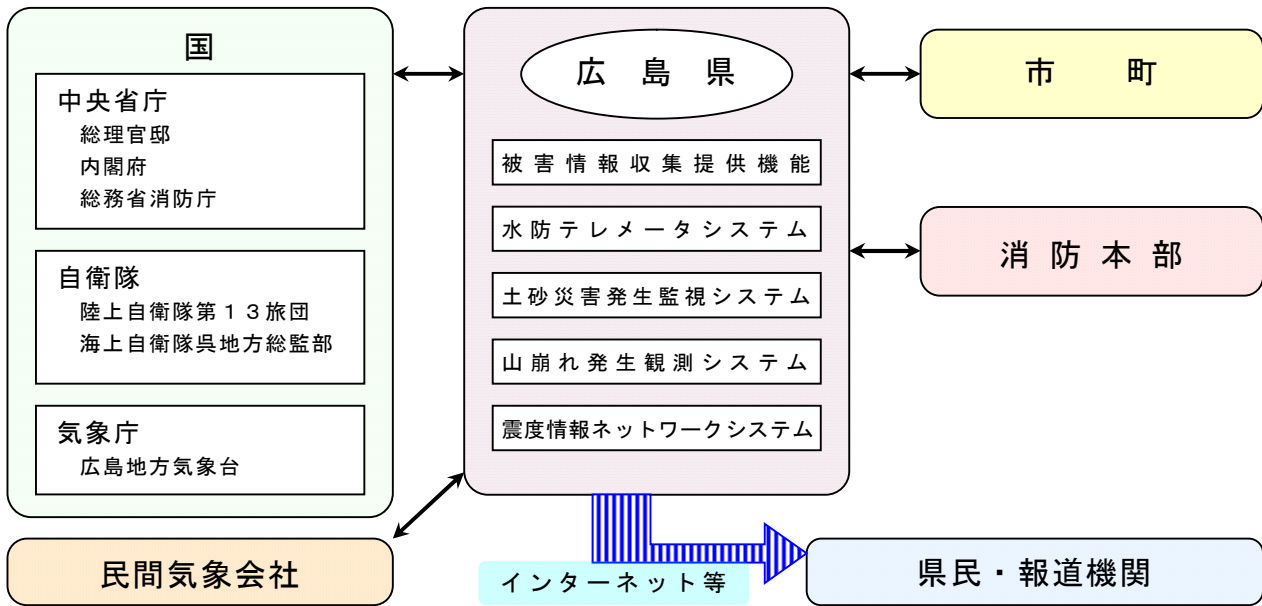 国
中央省庁
総理官邸
内閣府
総務省消防庁
自衛隊
陸上自衛隊第１３旅団
海上自衛隊呉地方総監部
気象庁
広島地方気象台
民間気象会社
広島県
被害情報収集提供機能
水防テレメータシステム
土砂災害発生監視システム
山崩れ発生観測システム
震度情報ネットワークシステム
インターネット等
市町
消防本部
県民・報道機関